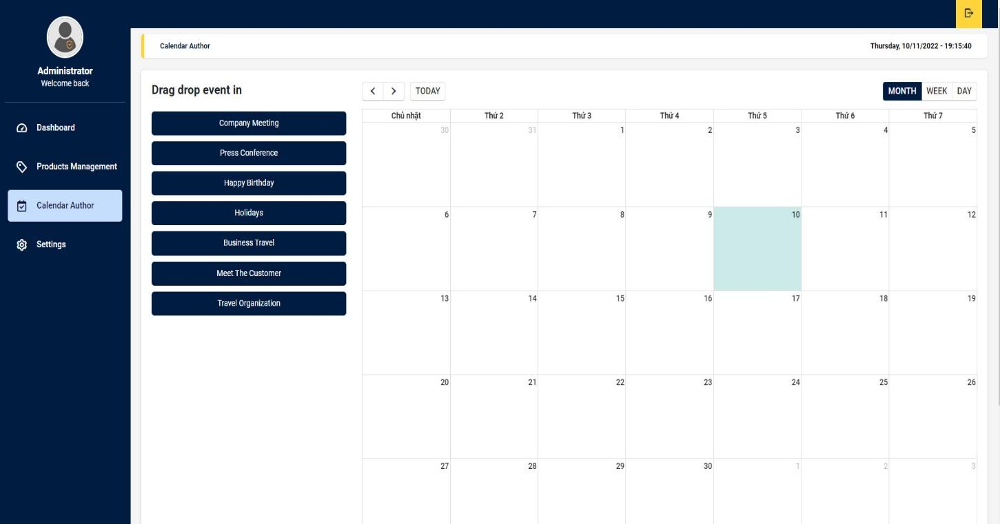 Administrator
Welcome back
Dashboard
Products Management
Calendar Author
Settings
Calendar Author
Thursday, 10/11/2022 - 19:15:40
Drag drop event in
Company Meeting
Press Conference
Happy Birthday
Holidays
Business Travel
Meet The Customer
Travel Organization
TODAY
MONTH WEEK DAY
Chủ nhật Thứ 2 Thứ 3 Thứ 4 Thứ 5 Thứ 6 Thứ 7
30 31 1 2 3 4 5
6 7 8 9 10 11 12
13 14 15 16 17 18 19
20 21 22 23 24 25 26
27 28 29 30 1 2 3